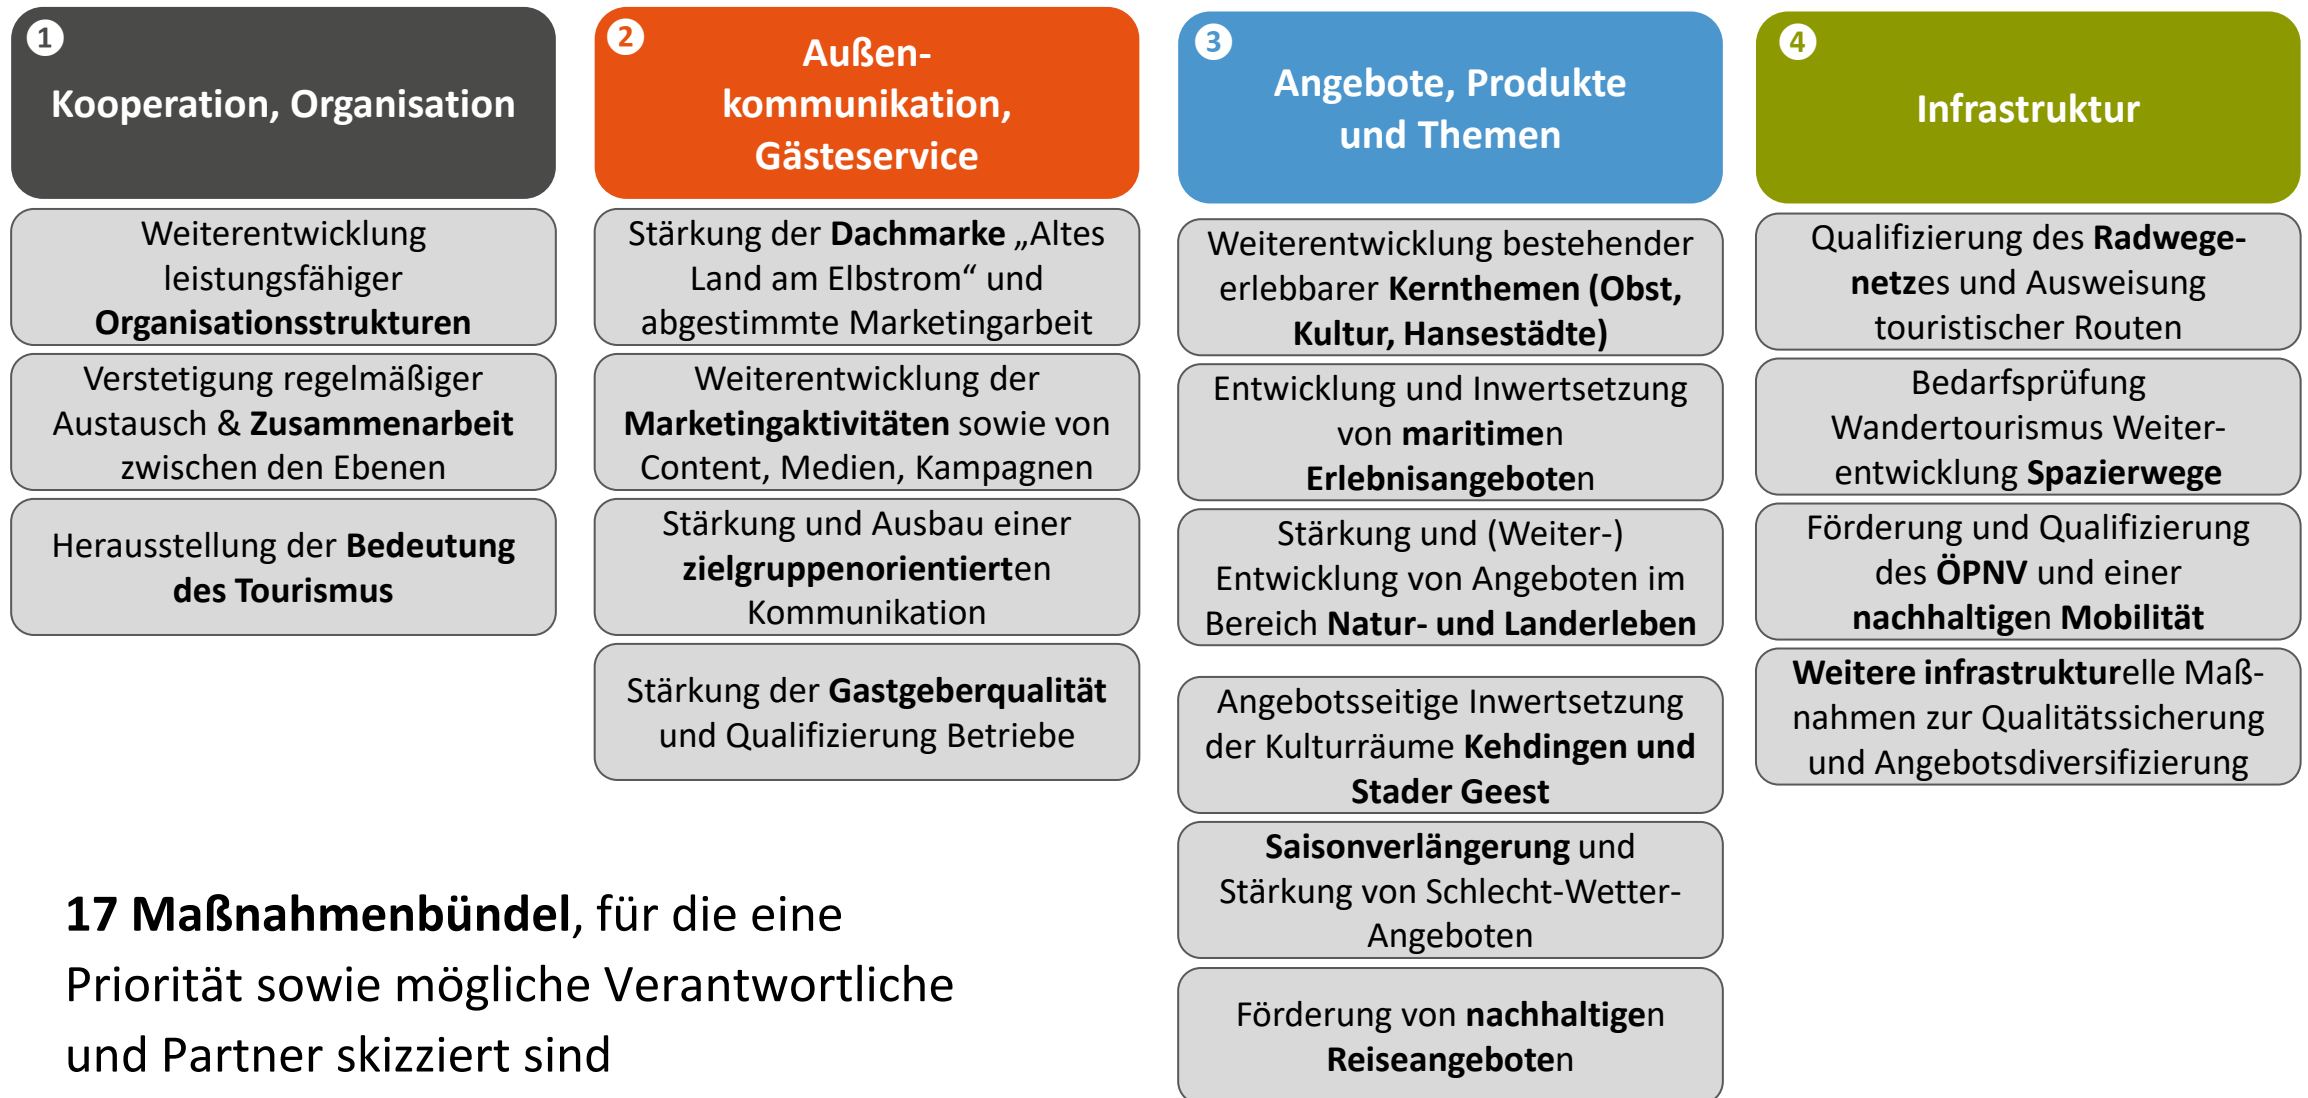 1
Kooperation, Organisation
Weiterentwicklung
leistungsfähiger
Organisationsstrukturen
Verstetigung regelmäßiger
Austausch & Zusammenarbeit
zwischen den Ebenen
Herausstellung der Bedeutung
des Tourismus
2
Außen-
kommunikation,
Gästeservice
Stärkung der Dachmarke „Altes
Land am Elbstrom“ und
abgestimmte Marketingarbeit
Weiterentwicklung der
Marketingaktivitäten sowie von
Content, Medien, Kampagnen
Stärkung und Ausbau einer
zielgruppenorientierten
Kommunikation
Stärkung der Gastgeberqualität
und Qualifizierung Betriebe
3
Angebote, Produkte
und Themen
Weiterentwicklung bestehender
erlebbarer Kernthemen (Obst,
Kultur, Hansestädte)
Entwicklung und Inwertsetzung
von maritimen
Erlebnisangeboten
Stärkung und (Weiter-)
Entwicklung von Angeboten im
Bereich Natur- und Landerleben
Angebotsseitige Inwertsetzung
der Kulturräume Kehdingen und
Stader Geest
Saisonverlängerung und
Stärkung von Schlecht-Wetter-
Angeboten
Förderung von nachhaltigen
Reiseangeboten
4
Infrastruktur
Qualifizierung des Radwege-
netzes und Ausweisung
touristischer Routen
Bedarfsprüfung
Wandertourismus Weiter-
entwicklung Spazierwege
Förderung und Qualifizierung
des ÖPNV und einer
nachhaltigen Mobilität
Weitere infrastrukturelle Maß-
nahmen zur Qualitätssicherung
und Angebotsdiversifizierung
17 Maßnahmenbündel, für die eine
Priorität sowie mögliche Verantwortliche
und Partner skizziert sind